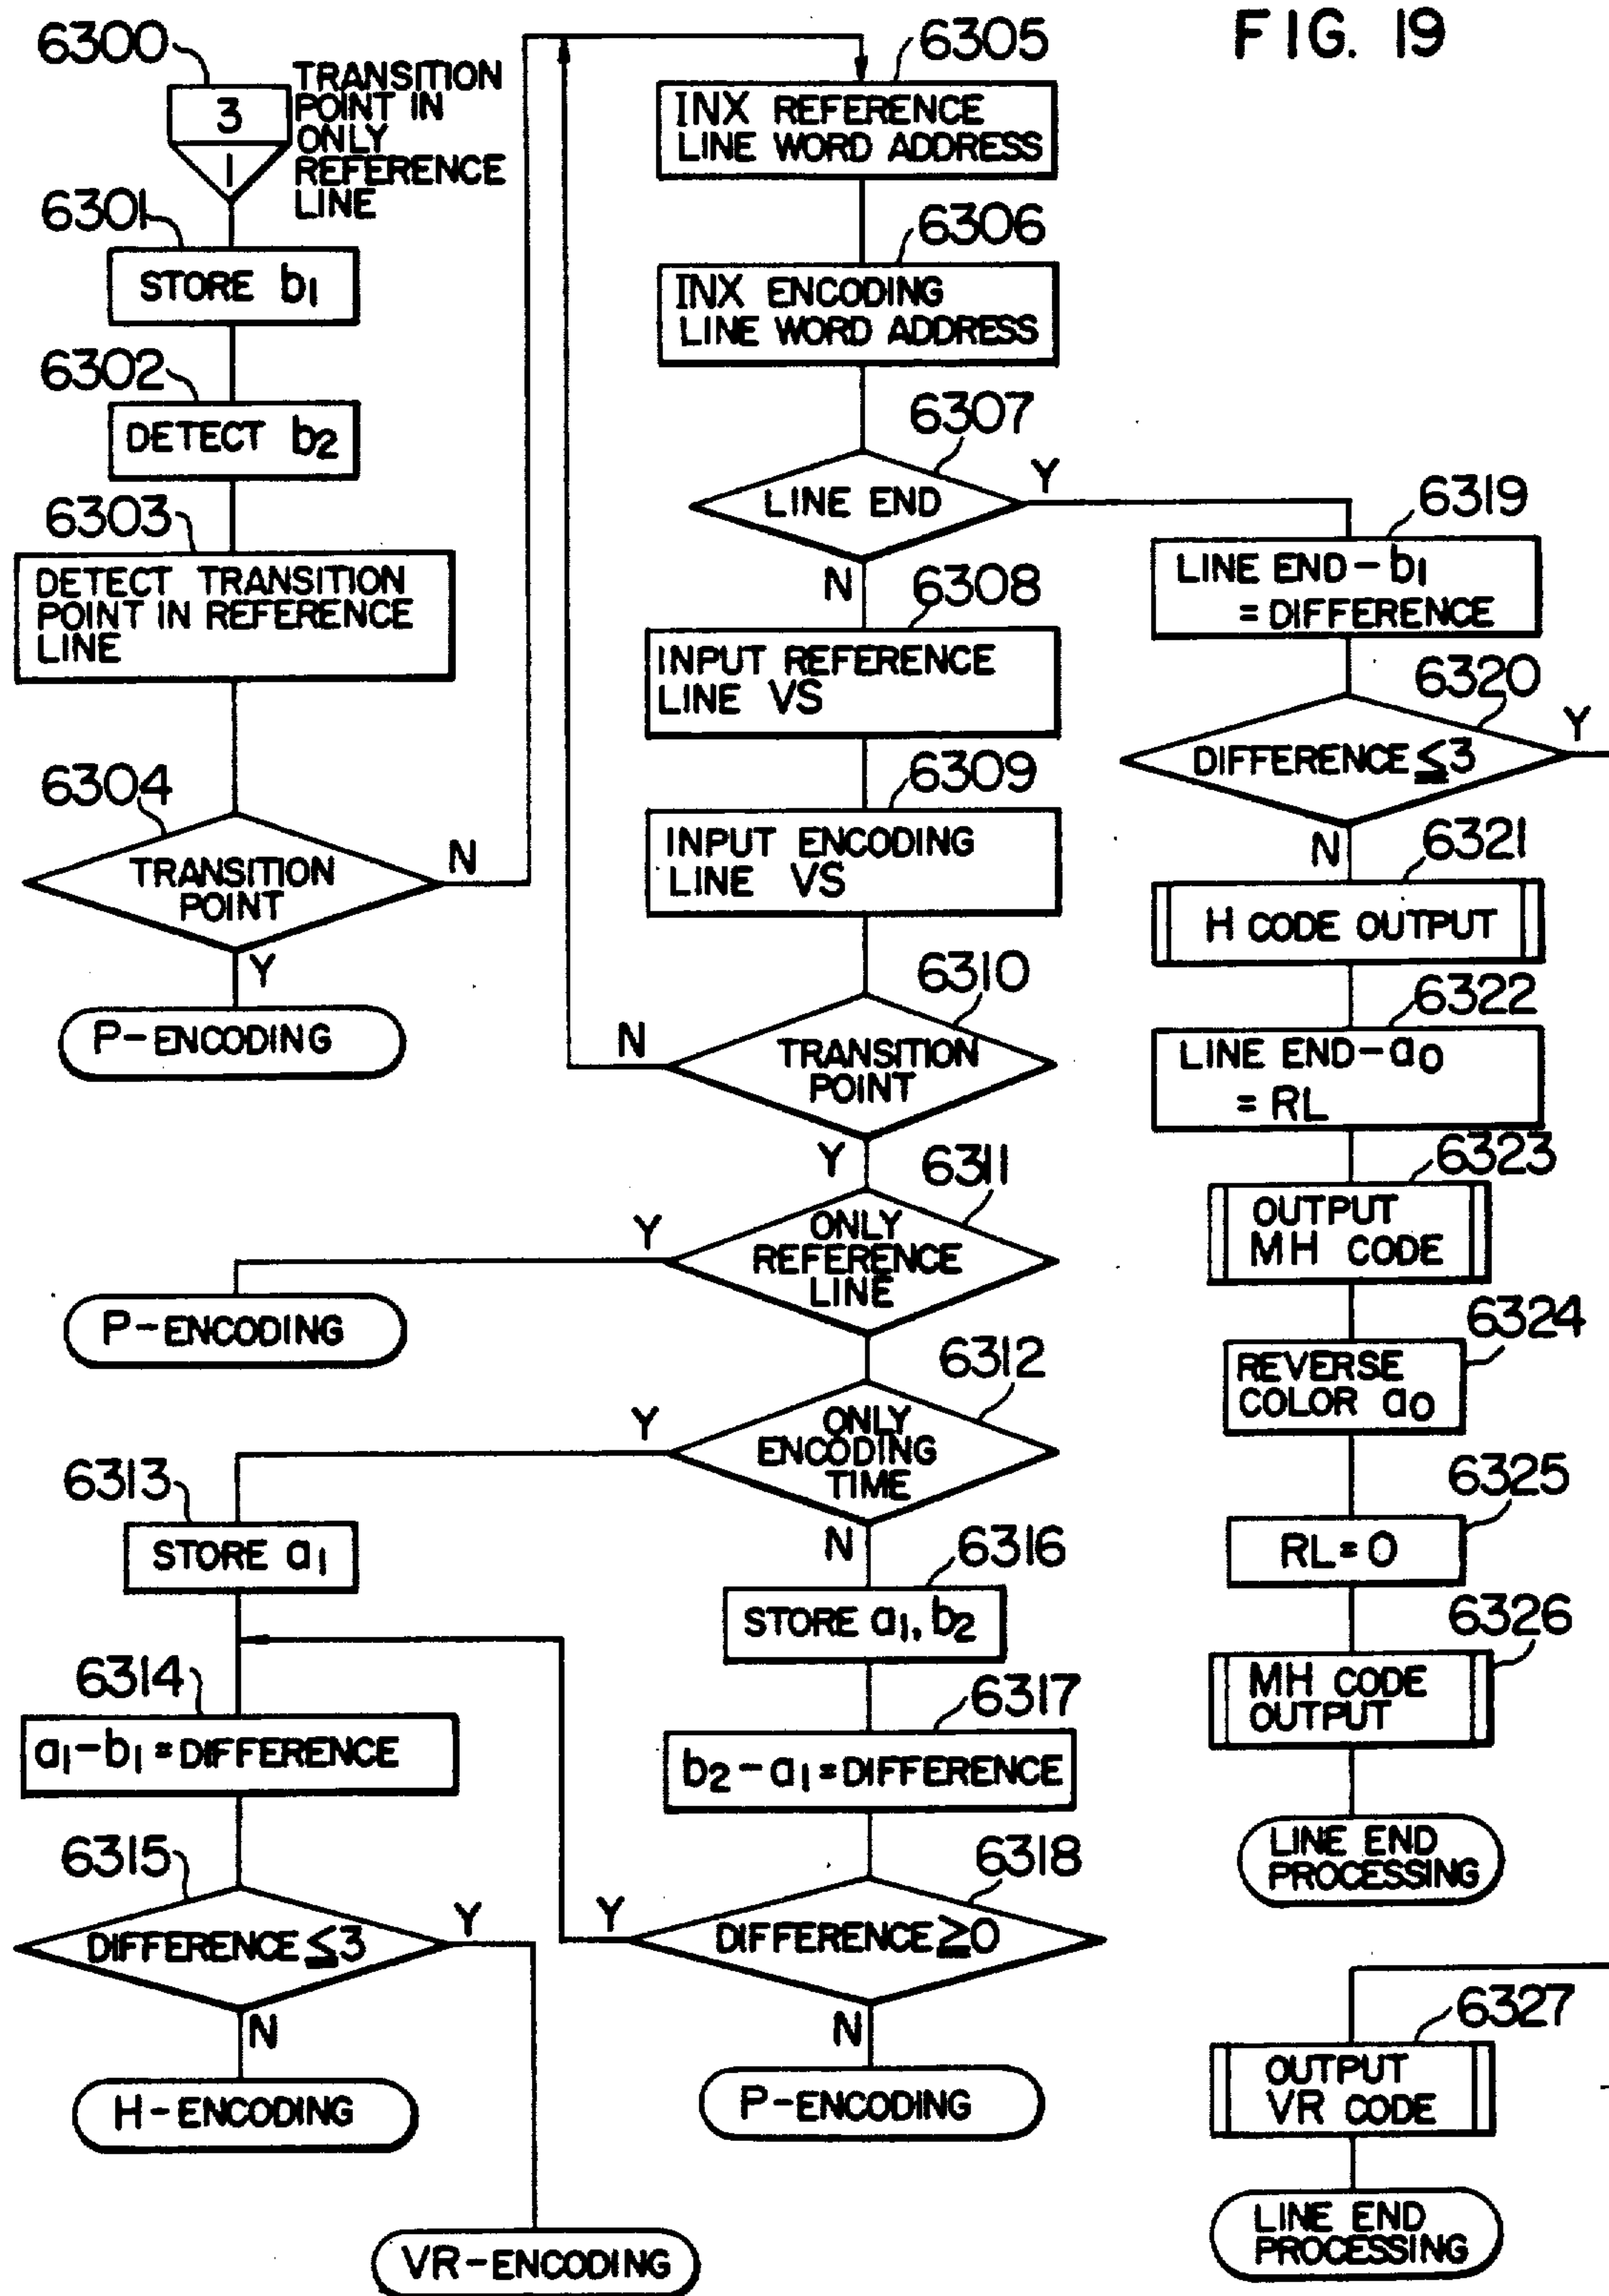 FIG. 19
6300
3
1
TRANSITION
POINT IN
ONLY
REFERENCE
LINE
6301
STORE b1
6302
DETECT b2
6303
DETECT TRANSITION
POINT IN REFERENCE
LINE
6304
TRANSITION
POINT
N
Y
P-ENCODING
6305
INX REFERENCE
LINE WORD ADDRESS
6306
INX ENCODING
LINE WORD ADDRESS
6307
LINE END
Y
N
6308
INPUT REFERENCE
LINE VS
6309
INPUT ENCODING
LINE VS
6310
TRANSITION
POINT
N
Y
6311
ONLY
REFERENCE
LINE
Y
P-ENCODING
6312
ONLY
ENCODING
TIME
Y
N
6313
STORE a1
6314
a1-b1=DIFFERENCE
6315
DIFFERENCE≦3
Y
N
H-ENCODING
VR-ENCODING
6316
STORE a1, b2
6317
b2-a1=DIFFERENCE
6318
DIFFERENCE≧0
Y
N
P-ENCODING
6319
LINE END-b1
=DIFFERENCE
6320
DIFFERENCE≦3
Y
N
6321
H CODE OUTPUT
6322
LINE END-a0
=RL
6323
OUTPUT
MH CODE
6324
REVERSE
COLOR a0
6325
RL=0
6326
MH CODE
OUTPUT
LINE END
PROCESSING
6327
OUTPUT
VR CODE
LINE END
PROCESSING